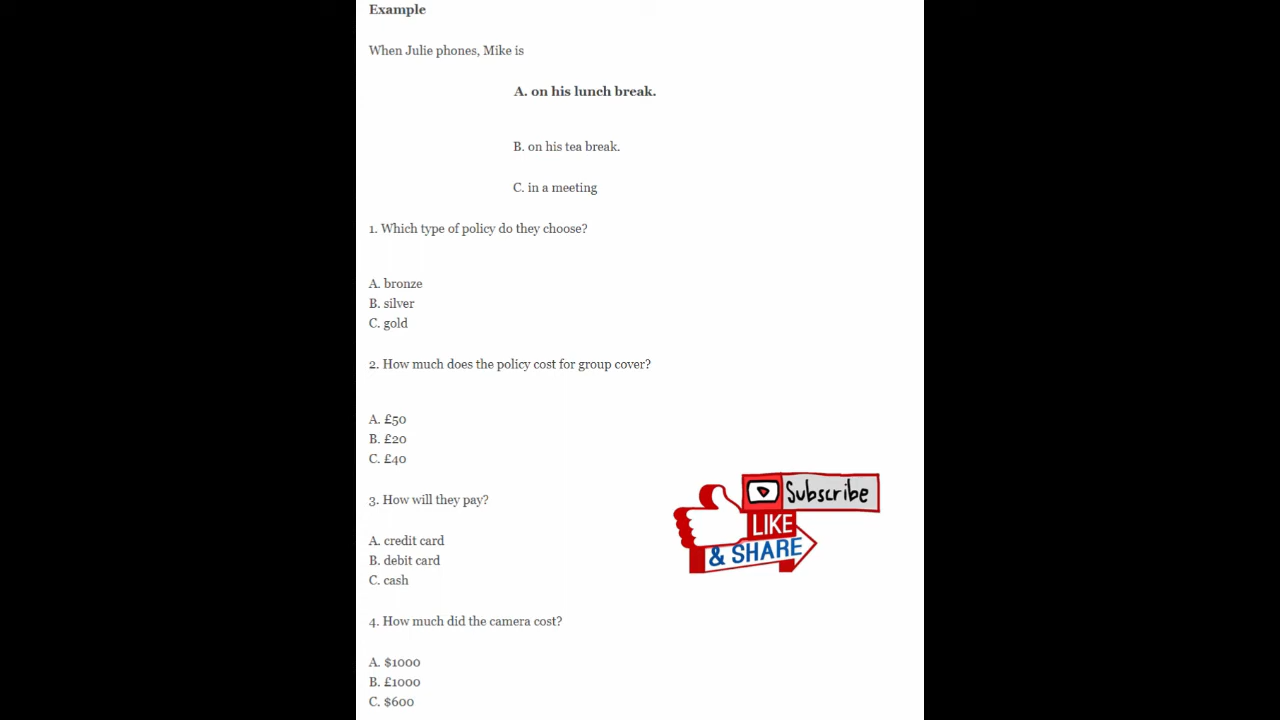 Example
When Julie phones, Mike is
A. on his lunch break.
B. on his tea break.
C. in a meeting
1. Which type of policy do they choose?
A. bronze
B. silver
C. gold
2. How much does the policy cost for group cover?
A. £50
B. £20
C. £40
3. How will they pay?
A. credit card
B. debit card
C. cash
Subscribe
LIKE
& SHARE
4. How much did the camera cost?
A. $1000
B. £1000
C. $600